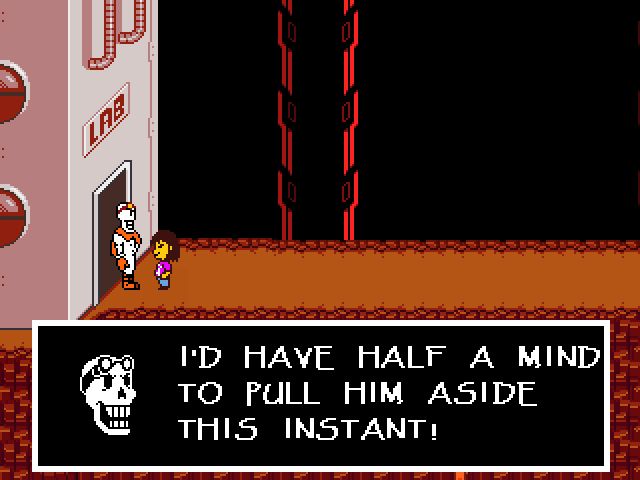 LAB
I'D HAVE HALF A MIND
TO PULL HIM ASIDE
THIS INSTANT!